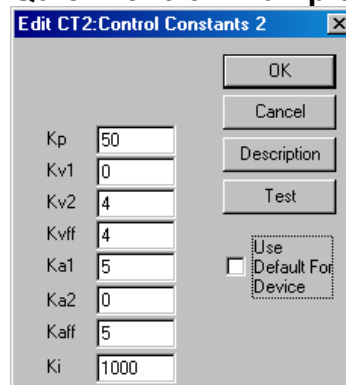 Edit CT2:Control Constants 2
OK
Cancel
Description
Test
Kp 50
Kv1 0
Kv2 4
Kvff 4
Ka1 5
Ka2 0
Kaff 5
Ki 1000
Use
Default For
Device